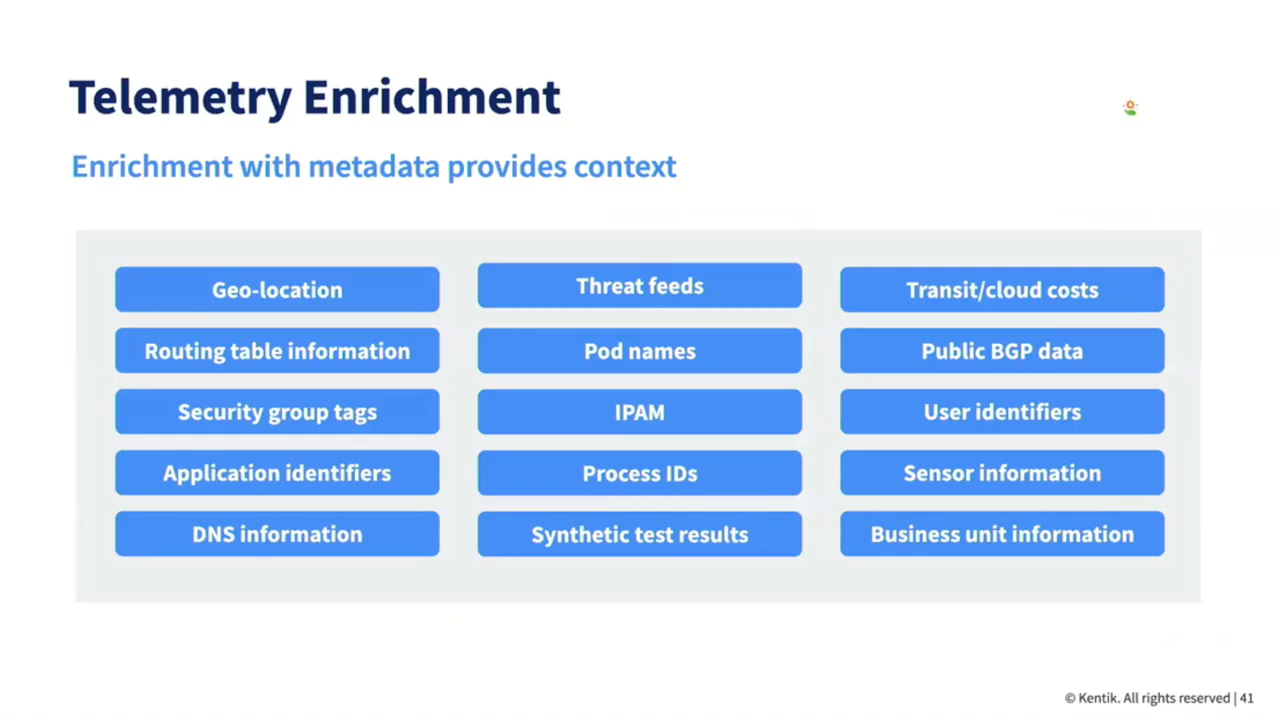 Telemetry Enrichment
Enrichment with metadata provides context
Geo-location
Threat feeds
Transit/cloud costs
Routing table information
Pod names
Public BGP data
Security group tags
IPAM
User identifiers
Application identifiers
Process IDs
Sensor information
DNS information
Synthetic test results
Business unit information
© Kentik. All rights reserved | 41